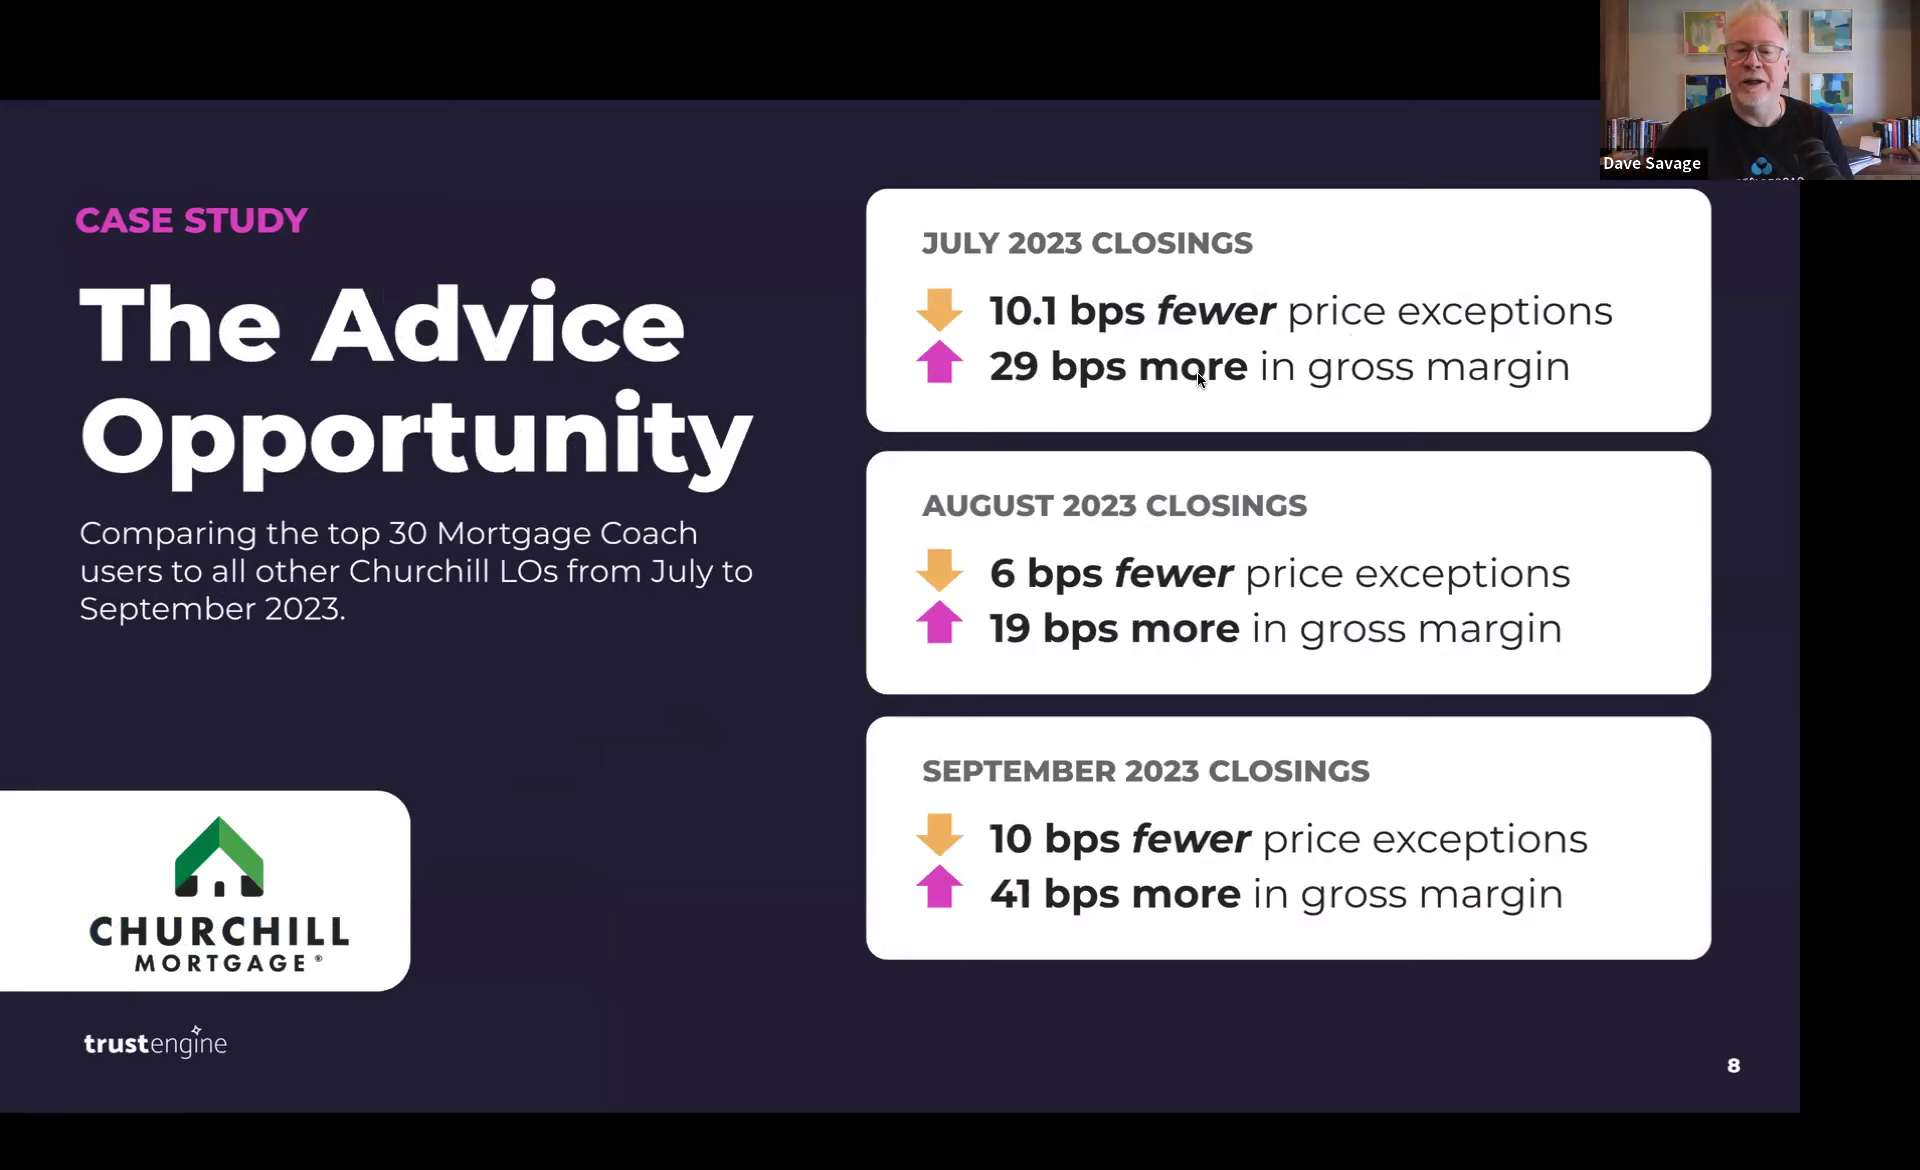 Dave Savage
CASE STUDY
The Advice
Opportunity
Comparing the top 30 Mortgage Coach
users to all other Churchill LOs from July to
September 2023.
JULY 2023 CLOSINGS
10.1 bps fewer price exceptions
29 bps more in gross margin
AUGUST 2023 CLOSINGS
6 bps fewer price exceptions
19 bps more in gross margin
SEPTEMBER 2023 CLOSINGS
10 bps fewer price exceptions
41 bps more in gross margin
CHURCHILL
MORTGAGE®
trustengine
8